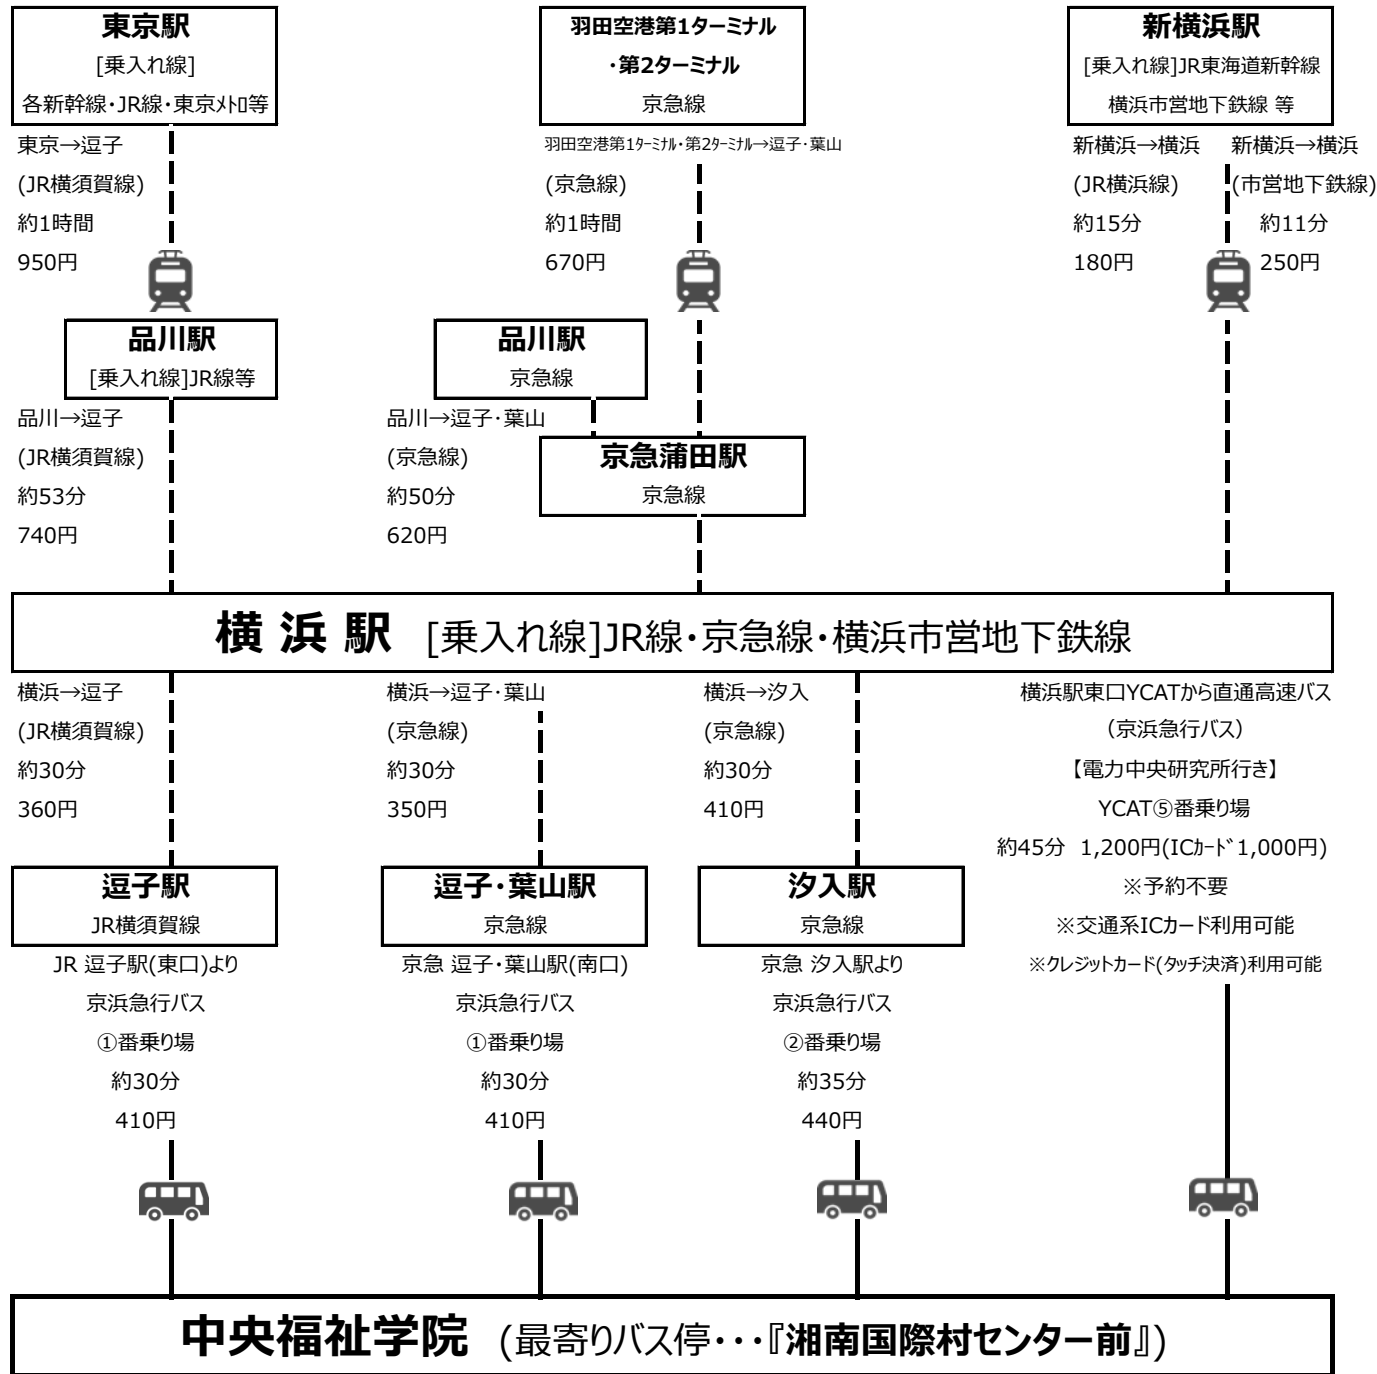 東京駅
[乗入れ線]
各新幹線・JR線・東京メトロ等
羽田空港第1ターミナル
・第2ターミナル
京急線
新横浜駅
[乗入れ線]JR東海道新幹線
横浜市営地下鉄線 等
東京→逗子
(JR横須賀線)
約1時間
950円
羽田空港第1ターミナル・第2ターミナル→逗子・葉山
(京急線)
約1時間
670円
新横浜→横浜
(JR横浜線)
約15分
180円
新横浜→横浜
(市営地下鉄線)
約11分
250円
品川駅
[乗入れ線]JR線等
品川駅
京急線
品川→逗子
(JR横須賀線)
約53分
740円
品川→逗子・葉山
(京急線)
約50分
620円
京急蒲田駅
京急線
横 浜 駅 [乗入れ線]JR線・京急線・横浜市営地下鉄線
横浜→逗子
(JR横須賀線)
約30分
360円
横浜→逗子・葉山
(京急線)
約30分
350円
横浜→汐入
(京急線)
約30分
410円
横浜駅東口YCATから直通高速バス
（京浜急行バス）
【電力中央研究所行き】
YCAT⑤番乗り場
約45分 1,200円(ICカード1,000円)
※予約不要
※交通系ICカード利用可能
※クレジットカード(タッチ決済)利用可能
逗子駅
JR横須賀線
逗子・葉山駅
京急線
汐入駅
京急線
JR 逗子駅(東口)より
京浜急行バス
①番乗り場
約30分
410円
京急 逗子・葉山駅(南口)
京浜急行バス
①番乗り場
約30分
410円
京急 汐入駅より
京浜急行バス
②番乗り場
約35分
440円
中央福祉学院 (最寄りバス停・・・『湘南国際村センター前』)